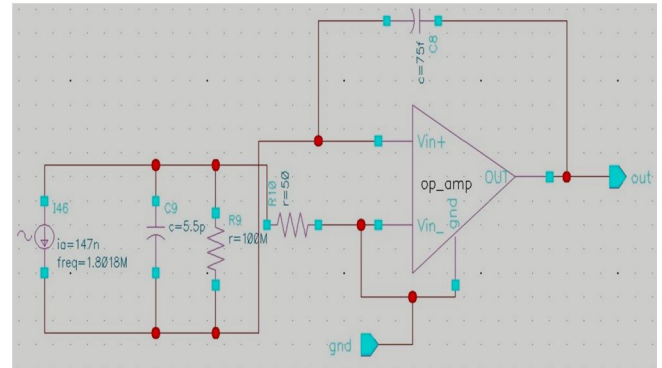 c=75f
C8
Vin+
op_amp
OUT
out
R10
r=50
Vin_
gnd
I46
ia=147n
freq=1.8018M
C9
c=5.5p
R9
r=100M
gnd